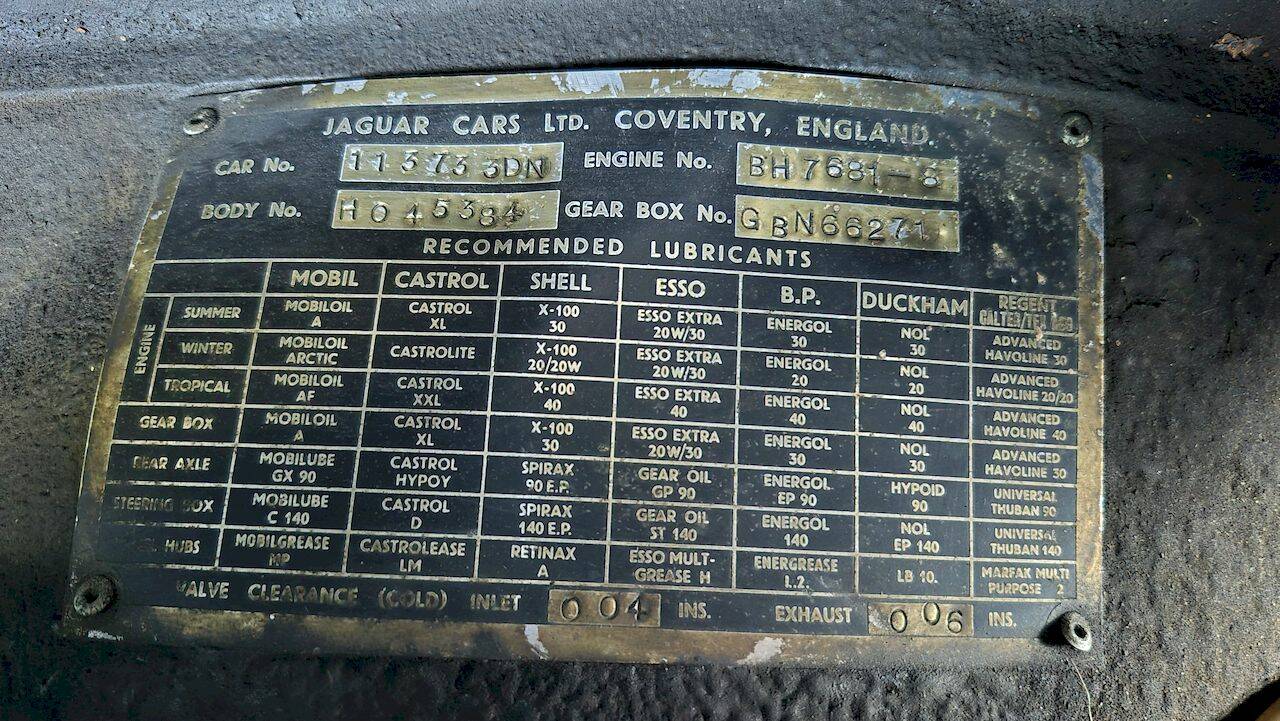 JAGUAR CARS LTD. COVENTRY, ENGLAND.
CAR No. 113733DN ENGINE No. BH7681-8
BODY No. H045384 GEAR BOX No. GBN66271
RECOMMENDED LUBRICANTS
MOBIL CASTROL SHELL ESSO B.P. DUCKHAM REGENT
ENGINE
SUMMER MOBILOIL A CASTROL XL X-100 30 ESSO EXTRA 20W/30 ENERGOL 30 NOL 30 ADVANCED HAVOLINE 30
WINTER MOBILOIL ARCTIC CASTROLITE X-100 20/20W ESSO EXTRA 20W/30 ENERGOL 20 NOL 20 ADVANCED HAVOLINE 20/20
TROPICAL MOBILOIL AF CASTROL XXL X-100 40 ESSO EXTRA 40 ENERGOL 40 NOL 40 ADVANCED HAVOLINE 40
GEAR BOX MOBILOIL A CASTROL XL X-100 30 ESSO EXTRA 20W/30 ENERGOL 30 NOL 30 ADVANCED HAVOLINE 30
REAR AXLE MOBILUBE GX 90 CASTROL HYPOY SPIRAX 90 E.P. GEAR OIL GP 90 ENERGOL EP 90 HYPOID 90 UNIVERSAL THUBAN 90
STEERING BOX MOBILUBE C 140 CASTROL D SPIRAX 140 E.P. GEAR OIL ST 140 ENERGOL 140 NOL EP 140 UNIVERSAL THUBAN 140
HUBS MOBILGREASE MP CASTROLEASE LM RETINAX A ESSO MULT-GREASE H ENERGREASE L.2. LB 10. MARFAK MULTI PURPOSE 2
VALVE CLEARANCE (COLD) INLET 004 INS. EXHAUST 006 INS.